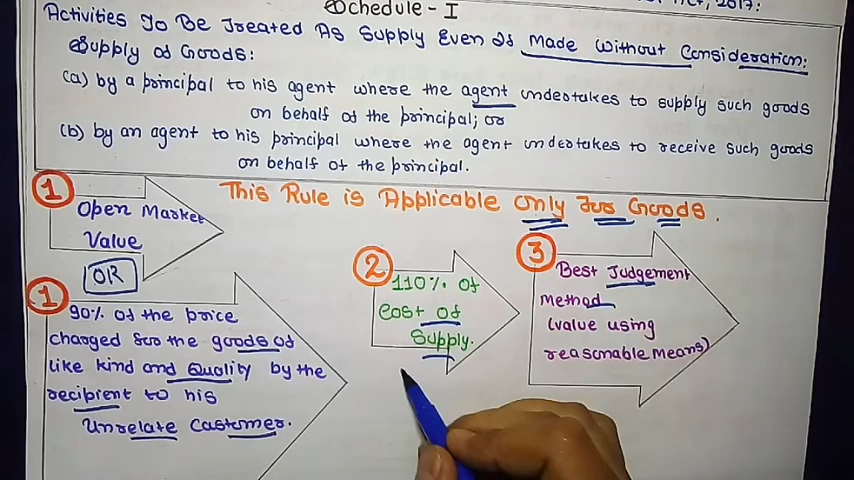 Schedule - I
Act, 2017:
Activities To Be Treated As Supply Even If Made Without Consideration:
Supply of Goods:
(a) by a principal to his agent where the agent undertakes to supply such goods
on behalf of the principal; or
(b) by an agent to his principal where the agent undertakes to receive such goods
on behalf of the principal.
This Rule is Applicable Only For Goods.
1
Open Market
Value
OR
1
90% of the price
charged for the goods of
like kind and Quality by the
recipient to his
Unrelate Customer.
2
110% Of
Cost of
Supply.
3
Best Judgement
Method
(value using
reasonable Means)